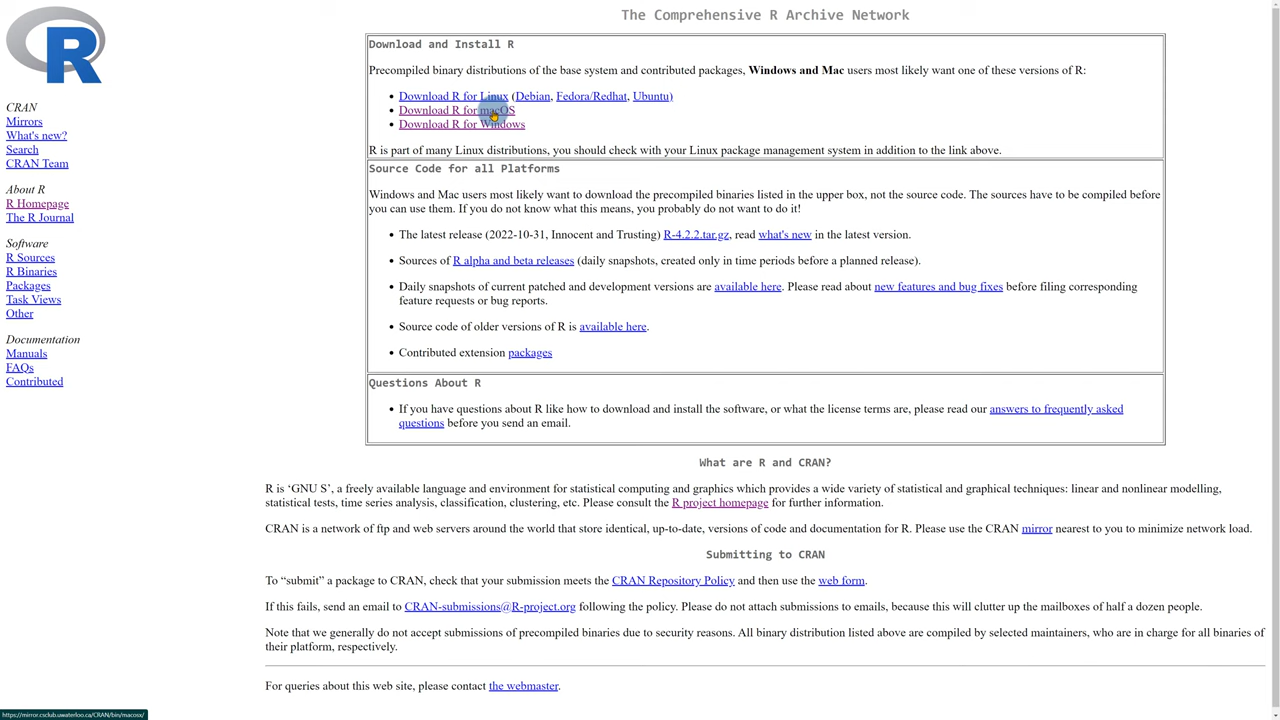 The Comprehensive R Archive Network
R
CRAN
Mirrors
What's new?
Search
CRAN Team
About R
R Homepage
The R Journal
Software
R Sources
R Binaries
Packages
Task Views
Other
Documentation
Manuals
FAQs
Contributed
Download and Install R
Precompiled binary distributions of the base system and contributed packages, Windows and Mac users most likely want one of these versions of R:
• Download R for Linux (Debian, Fedora/Redhat, Ubuntu)
• Download R for macOS
• Download R for Windows
R is part of many Linux distributions, you should check with your Linux package management system in addition to the link above.
Source Code for all Platforms
Windows and Mac users most likely want to download the precompiled binaries listed in the upper box, not the source code. The sources have to be compiled before
you can use them. If you do not know what this means, you probably do not want to do it!
• The latest release (2022-10-31, Innocent and Trusting) R-4.2.2.tar.gz, read what's new in the latest version.
• Sources of R alpha and beta releases (daily snapshots, created only in time periods before a planned release).
• Daily snapshots of current patched and development versions are available here. Please read about new features and bug fixes before filing corresponding
feature requests or bug reports.
• Source code of older versions of R is available here.
• Contributed extension packages
Questions About R
• If you have questions about R like how to download and install the software, or what the license terms are, please read our answers to frequently asked
questions before you send an email.
What are R and CRAN?
R is ‘GNU S’, a freely available language and environment for statistical computing and graphics which provides a wide variety of statistical and graphical techniques: linear and nonlinear modelling,
statistical tests, time series analysis, classification, clustering, etc. Please consult the R project homepage for further information.
CRAN is a network of ftp and web servers around the world that store identical, up-to-date, versions of code and documentation for R. Please use the CRAN mirror nearest to you to minimize network load.
Submitting to CRAN
To “submit” a package to CRAN, check that your submission meets the CRAN Repository Policy and then use the web form.
If this fails, send an email to CRAN-submissions@R-project.org following the policy. Please do not attach submissions to emails, because this will clutter up the mailboxes of half a dozen people.
Note that we generally do not accept submissions of precompiled binaries due to security reasons. All binary distribution listed above are compiled by selected maintainers, who are in charge for all binaries of
their platform, respectively.
For queries about this web site, please contact the webmaster.
https://mirror.csclub.uwaterloo.ca/CRAN/bin/macosx/